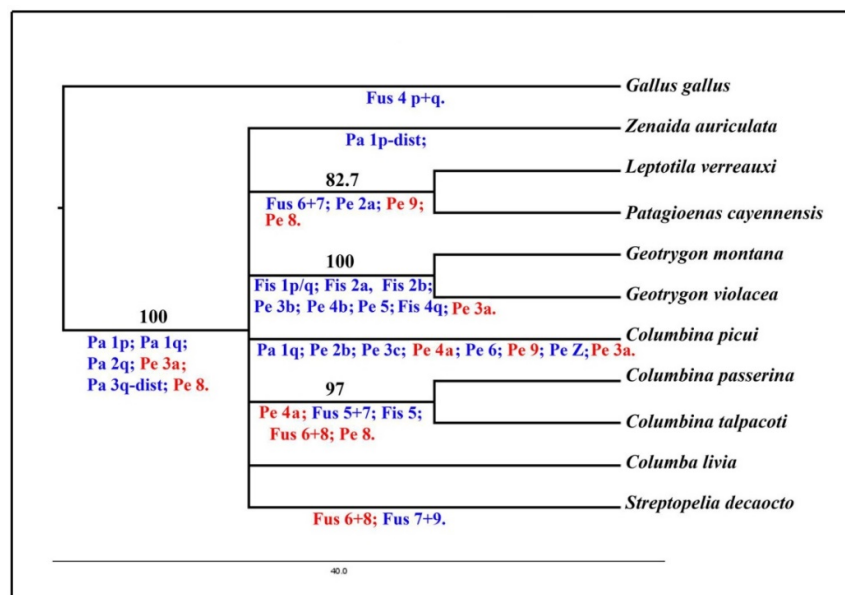 Gallus gallus
Fus 4 p+q.
Zenaida auriculata
Pa 1p-dist;
Leptotila verreauxi
82.7
Fus 6+7; Pe 2a; Pe 9;
Pe 8.
Patagioenas cayennensis
Geotrygon montana
100
Fis 1p/q; Fis 2a, Fis 2b;
Pe 3b; Pe 4b; Pe 5; Fis 4q; Pe 3a.
Geotrygon violacea
100
Pa 1p; Pa 1q;
Pa 2q; Pe 3a;
Pa 3q-dist; Pe 8.
Columbina picui
Pa 1q; Pe 2b; Pe 3c; Pe 4a; Pe 6; Pe 9; Pe Z; Pe 3a.
Columbina passerina
97
Pe 4a; Fus 5+7; Fis 5;
Fus 6+8; Pe 8.
Columbina talpacoti
Columba livia
Streptopelia decaocto
Fus 6+8; Fus 7+9.
40.0